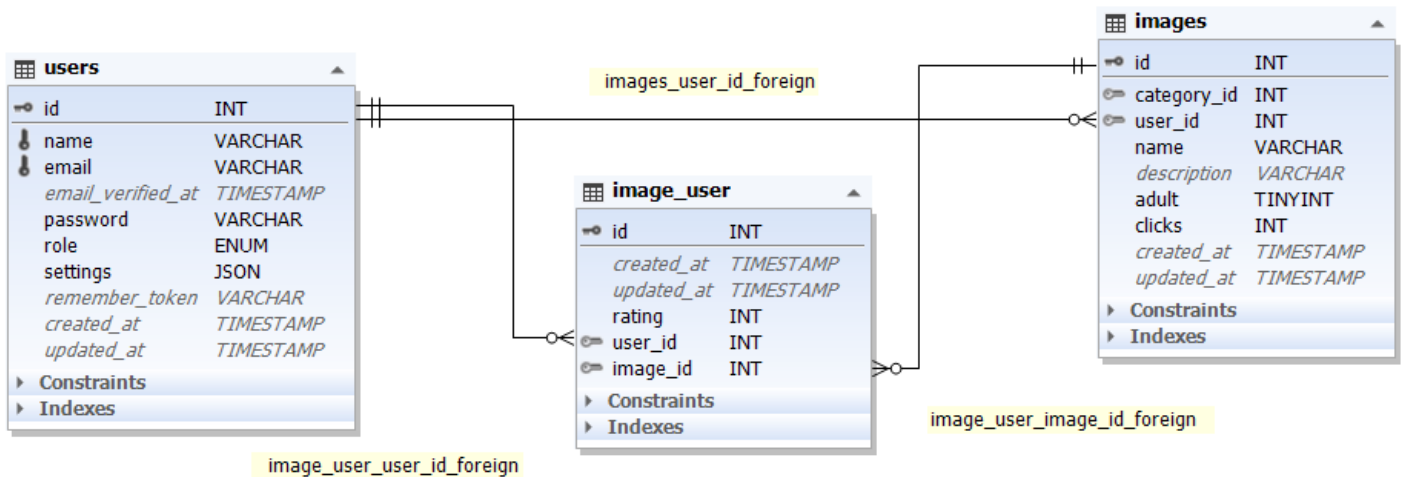 users
id INT
name VARCHAR
email VARCHAR
email_verified_at TIMESTAMP
password VARCHAR
role ENUM
settings JSON
remember_token VARCHAR
created_at TIMESTAMP
updated_at TIMESTAMP
Constraints
Indexes
images_user_id_foreign
image_user
id INT
created_at TIMESTAMP
updated_at TIMESTAMP
rating INT
user_id INT
image_id INT
Constraints
Indexes
images
id INT
category_id INT
user_id INT
name VARCHAR
description VARCHAR
adult TINYINT
clicks INT
created_at TIMESTAMP
updated_at TIMESTAMP
Constraints
Indexes
image_user_image_id_foreign
image_user_user_id_foreign